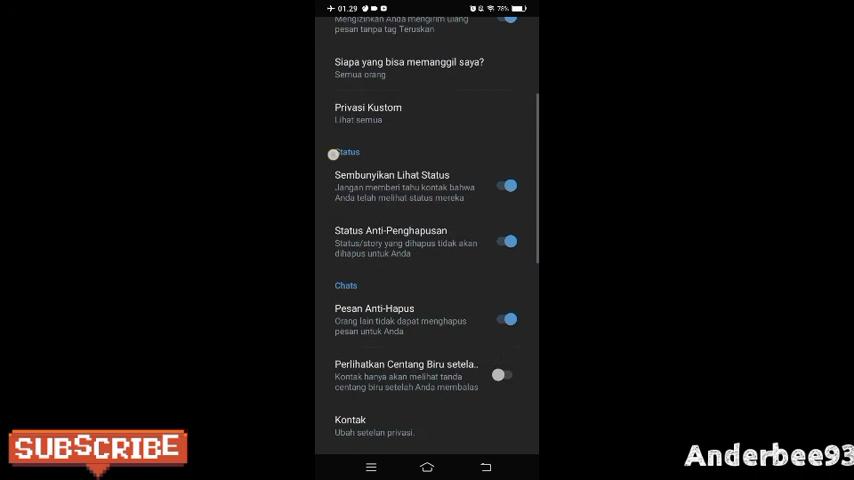 01.29
78%
Mengizinkan Anda mengirim ulang
pesan tanpa tag Teruskan
Siapa yang bisa memanggil saya?
Semua orang
Privasi Kustom
Lihat semua
Status
Sembunyikan Lihat Status
Jangan memberi tahu kontak bahwa
Anda telah melihat status mereka
Status Anti-Penghapusan
Status/story yang dihapus tidak akan
dihapus untuk Anda
Chats
Pesan Anti-Hapus
Orang lain tidak dapat menghapus
pesan untuk Anda
Perlihatkan Centang Biru setela..
Kontak hanya akan melihat tanda
centang biru setelah Anda membalas
Kontak
Ubah setelan privasi.
SUBSCRIBE
Anderbee93